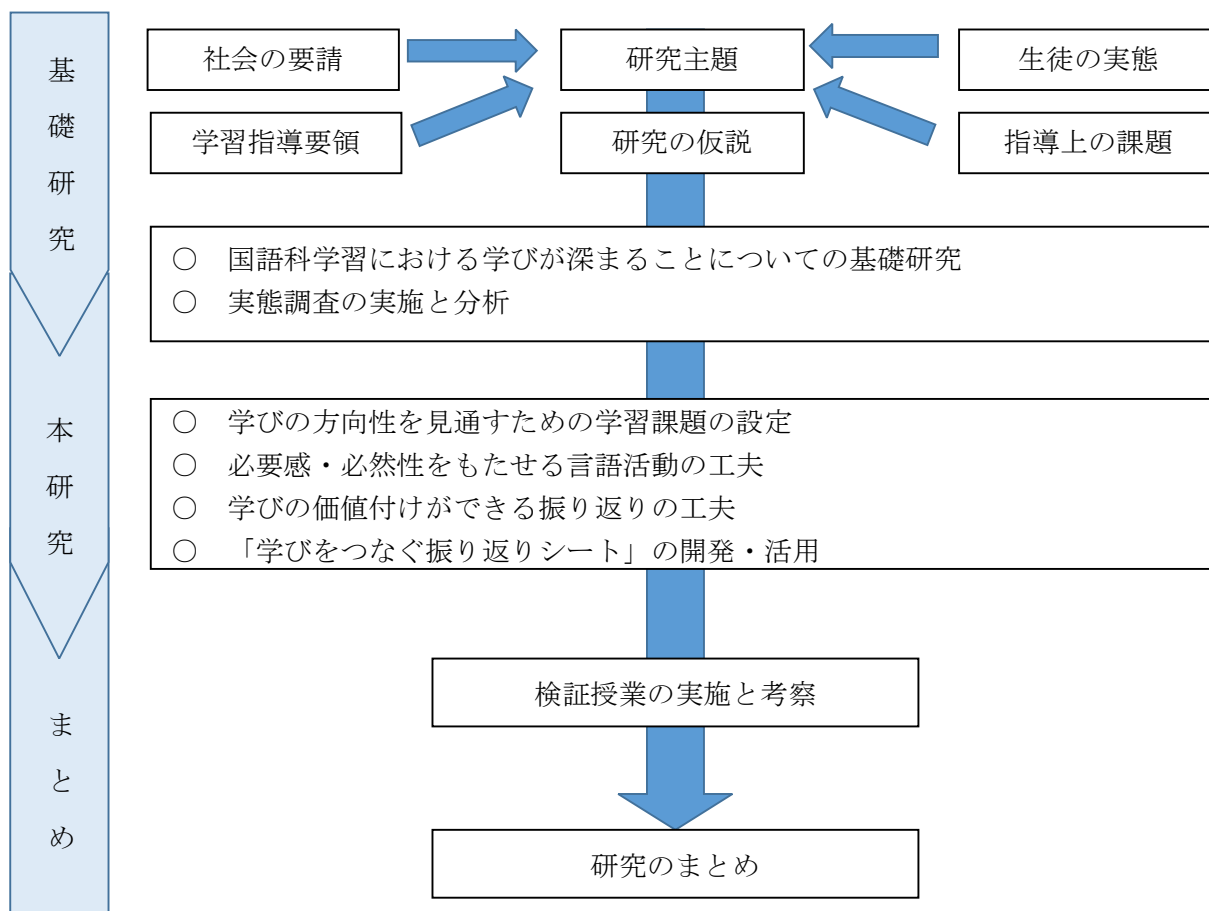 基礎研究
社会の要請
研究主題
生徒の実態
学習指導要領
研究の仮説
指導上の課題
○ 国語科学習における学びが深まることについての基礎研究
○ 実態調査の実施と分析
本研究
○ 学びの方向性を見通すための学習課題の設定
○ 必要感・必然性をもたせる言語活動の工夫
○ 学びの価値付けができる振り返りの工夫
○ 「学びをつなぐ振り返りシート」の開発・活用
まとめ
検証授業の実施と考察
研究のまとめ